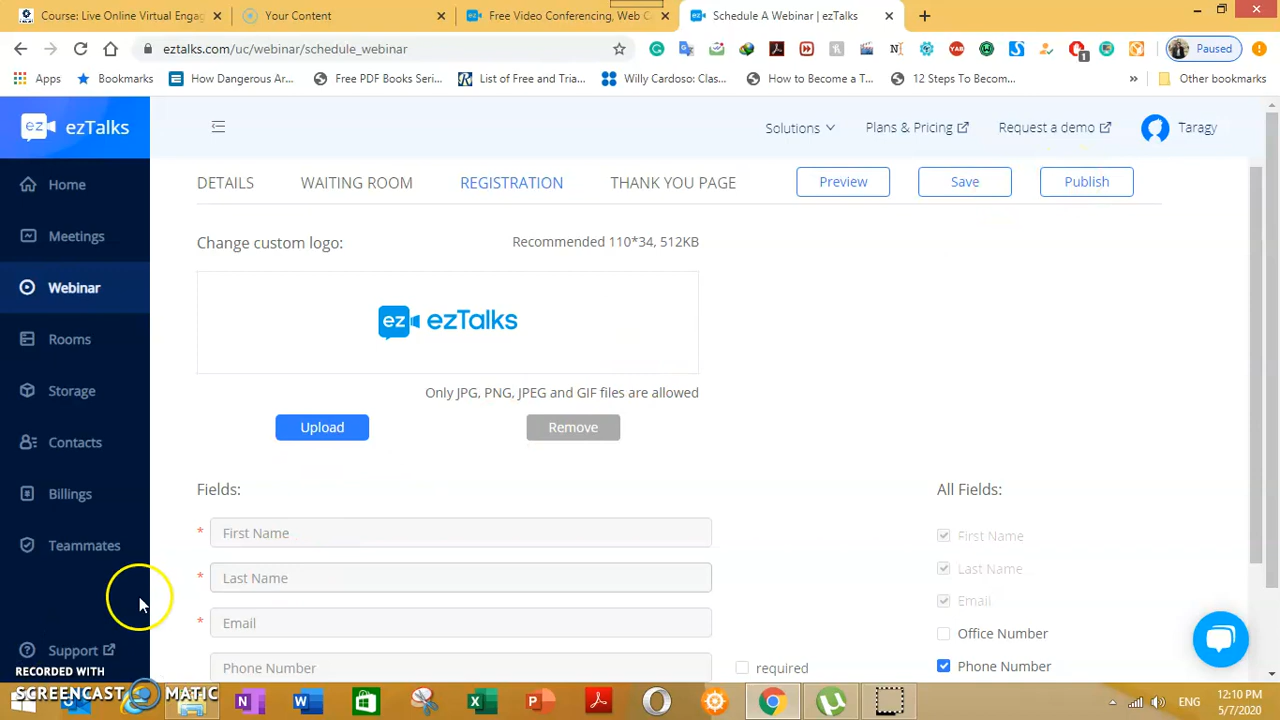 Course: Live Online Virtual Engag
Your Content
Free Video Conferencing, Web C
Schedule A Webinar | ezTalks
eztalks.com/uc/webinar/schedule_webinar
Paused
Apps
Bookmarks
How Dangerous Ar...
Free PDF Books Seri...
List of Free and Tria...
Willy Cardoso: Clas...
How to Become a T...
12 Steps To Becom...
»
Other bookmarks
ez ezTalks
Solutions
Plans & Pricing
Request a demo
Taragy
Home
Meetings
Webinar
Rooms
Storage
Contacts
Billings
Teammates
Support
DETAILS
WAITING ROOM
REGISTRATION
THANK YOU PAGE
Preview
Save
Publish
Change custom logo:
Recommended 110*34, 512KB
ez ezTalks
Only JPG, PNG, JPEG and GIF files are allowed
Upload
Remove
Fields:
All Fields:
* First Name
* Last Name
* Email
Phone Number
required
First Name
Last Name
Email
Office Number
Phone Number
RECORDED WITH
SCREENCAST MATIC
ENG
12:10 PM
5/7/2020